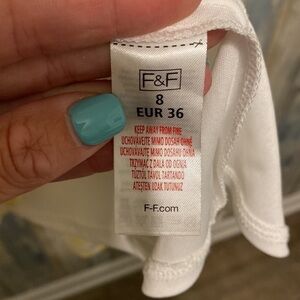 F&F
8
EUR 36
KEEP AWAY FROM FIRE
UCHOVÁVEJTE MIMO DOSAH OHNĚ
UCHOVÁVAJTE MIMO DOSAHU OHŇA
TRZYMAĆ Z DALA OD OGNIA
TŰZTŐL TÁVOL TARTANDÓ
ATEŞTEN UZAK TUTUNUZ
F-F.com